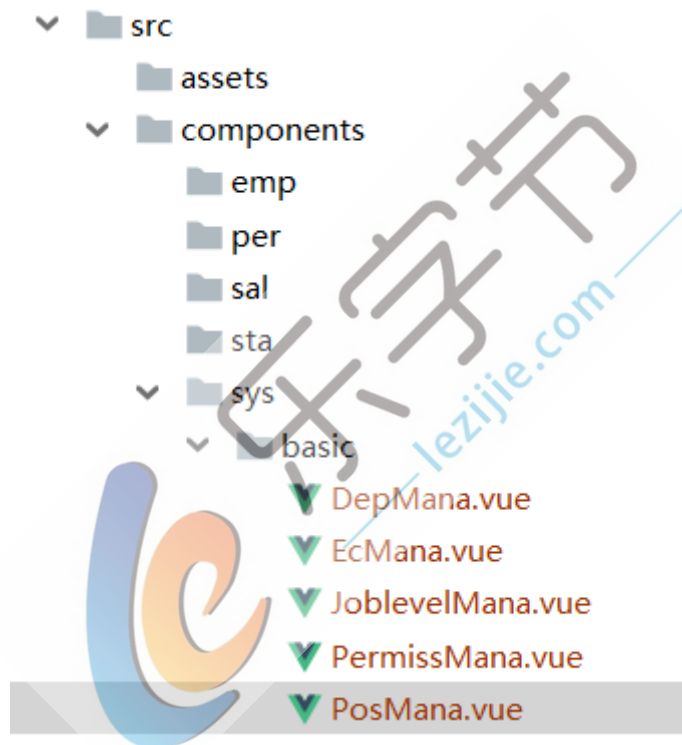 src
assets
components
emp
per
sal
sta
sys
basic
DepMana.vue
EcMana.vue
JoblevelMana.vue
PermissMana.vue
PosMana.vue
乐字节
lezijie.com